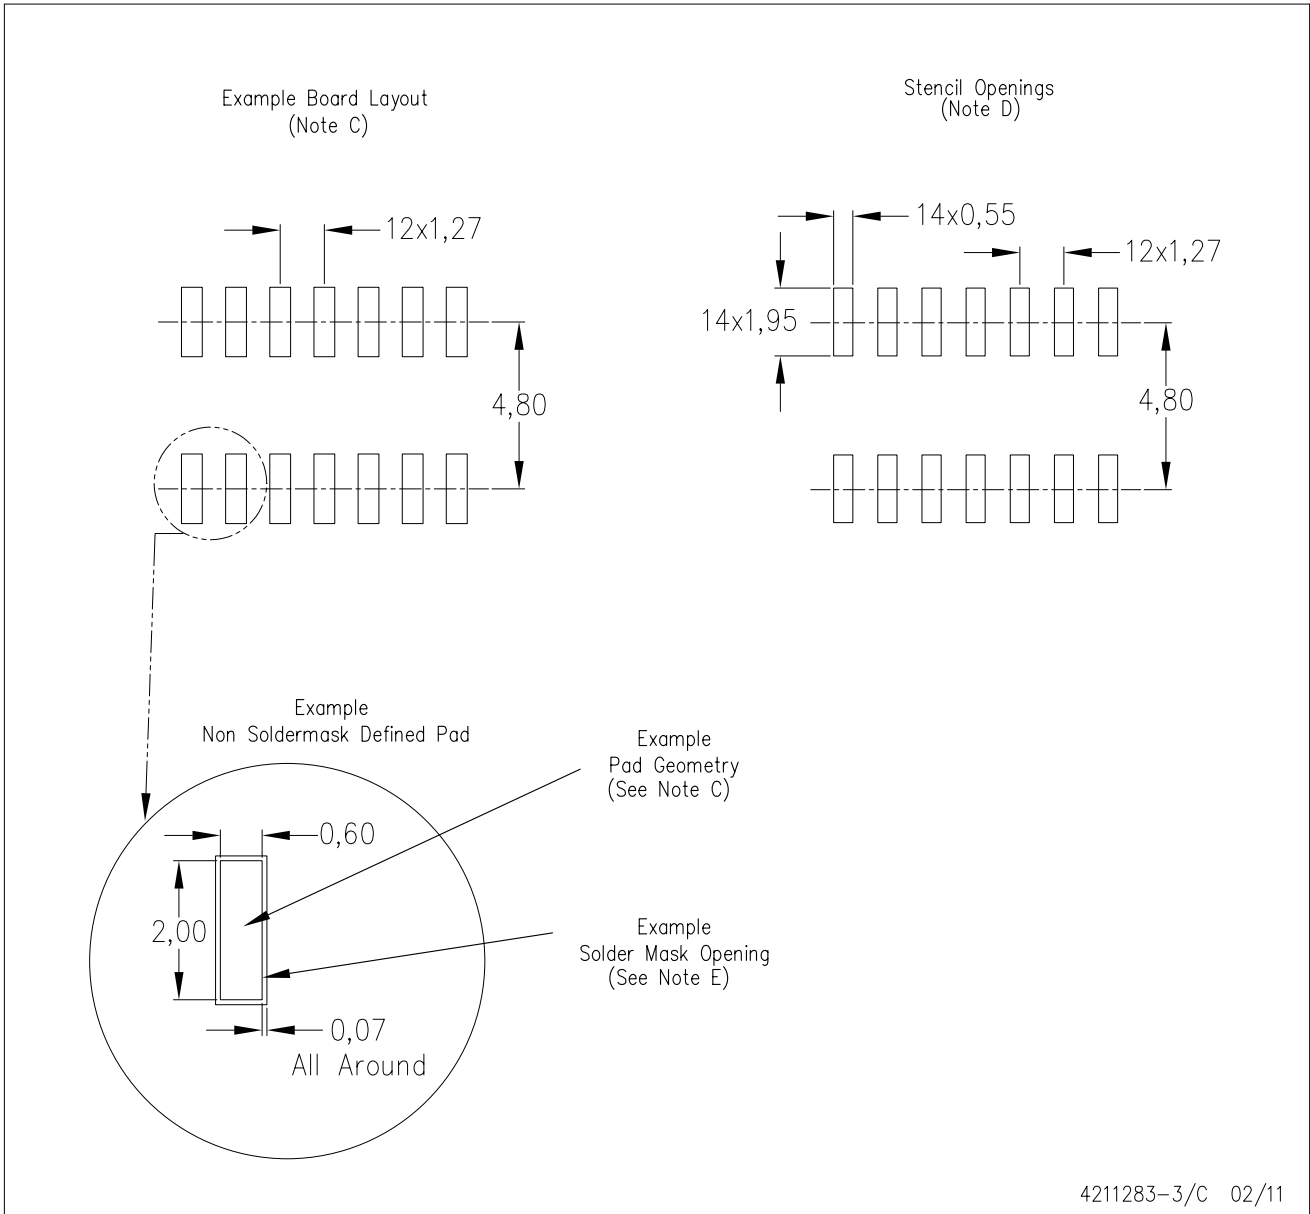 Example Board Layout
(Note C)
Stencil Openings
(Note D)
12x1,27
14x0,55
12x1,27
14x1,95
4,80
4,80
Example
Non Soldermask Defined Pad
Example
Pad Geometry
(See Note C)
0,60
2,00
Example
Solder Mask Opening
(See Note E)
0,07
All Around
4211283-3/C 02/11